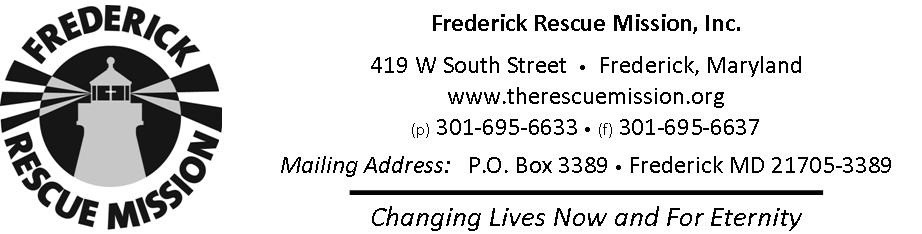 FREDERICK
RESCUE MISSION
Frederick Rescue Mission, Inc.
419 W South Street • Frederick, Maryland
www.therescuemission.org
(p) 301-695-6633 • (f) 301-695-6637
Mailing Address: P.O. Box 3389 • Frederick MD 21705-3389
Changing Lives Now and For Eternity